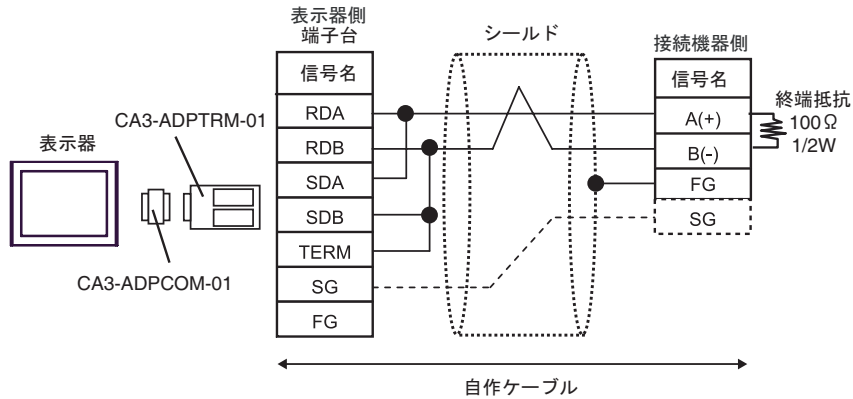 表示器
CA3-ADPTRM-01
CA3-ADPCOM-01
表示器側
端子台
信号名
RDA
RDB
SDA
SDB
TERM
SG
FG
シールド
接続機器側
信号名
A(+)
B(-)
FG
SG
終端抵抗
100Ω
1/2W
自作ケーブル